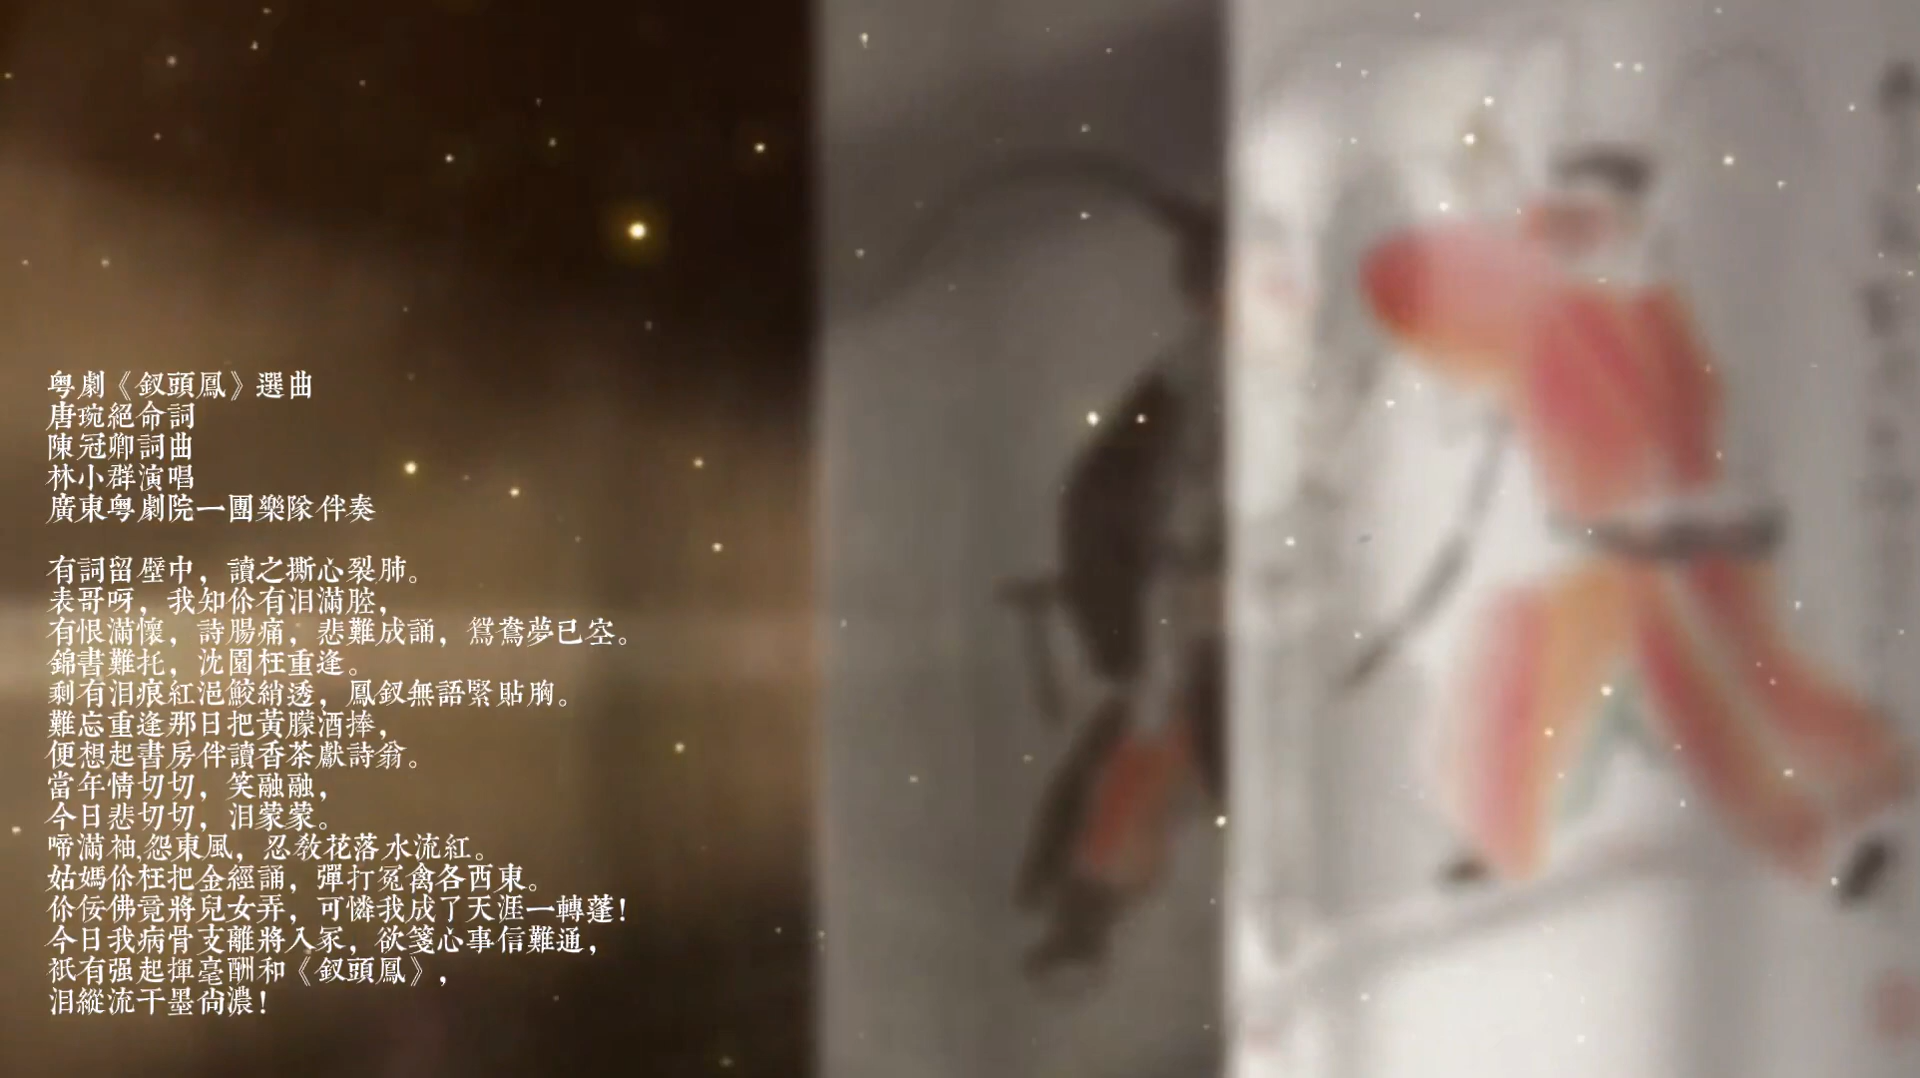 粤劇《釵頭鳳》選曲
唐琬絕命詞
陳冠卿詞曲
林小群演唱
廣東粤劇院一團樂隊伴奏
有詞留壁中，讀之撕心裂肺。
表哥呀，我知伱有泪滿腔，
有恨滿懷，詩腸痛，悲難成誦，鴛鴦夢已空。
錦書難托，沈園枉重逢。
剩有泪痕紅浥鮫綃透，鳳釵無語緊貼胸。
難忘重逢那日把黃朦酒捧，
便想起書房伴讀香茶獻詩翁。
當年情切切，笑融融，
今日悲切切，泪蒙蒙。
啼滿袖,怨東風，忍教花落水流紅。
姑媽伱枉把金經誦，彈打冤禽各西東。
伱佞佛竟將兒女弄，可憐我成了天涯一轉蓬！
今日我病骨支離將入冢，欲箋心事信難通，
衹有强起揮毫酬和《釵頭鳳》，
泪縱流干墨尚濃！